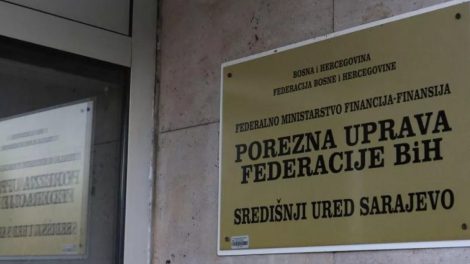 BOSNA i HERCEGOVINA
FEDERACIJA BOSNE i HERCEGOVINE
FEDERALNO MINISTARSTVO FINANCIJA-FINANSIJA
POREZNA UPRAVA
FEDERACIJE BiH
SREDIŠNJI URED SARAJEVO